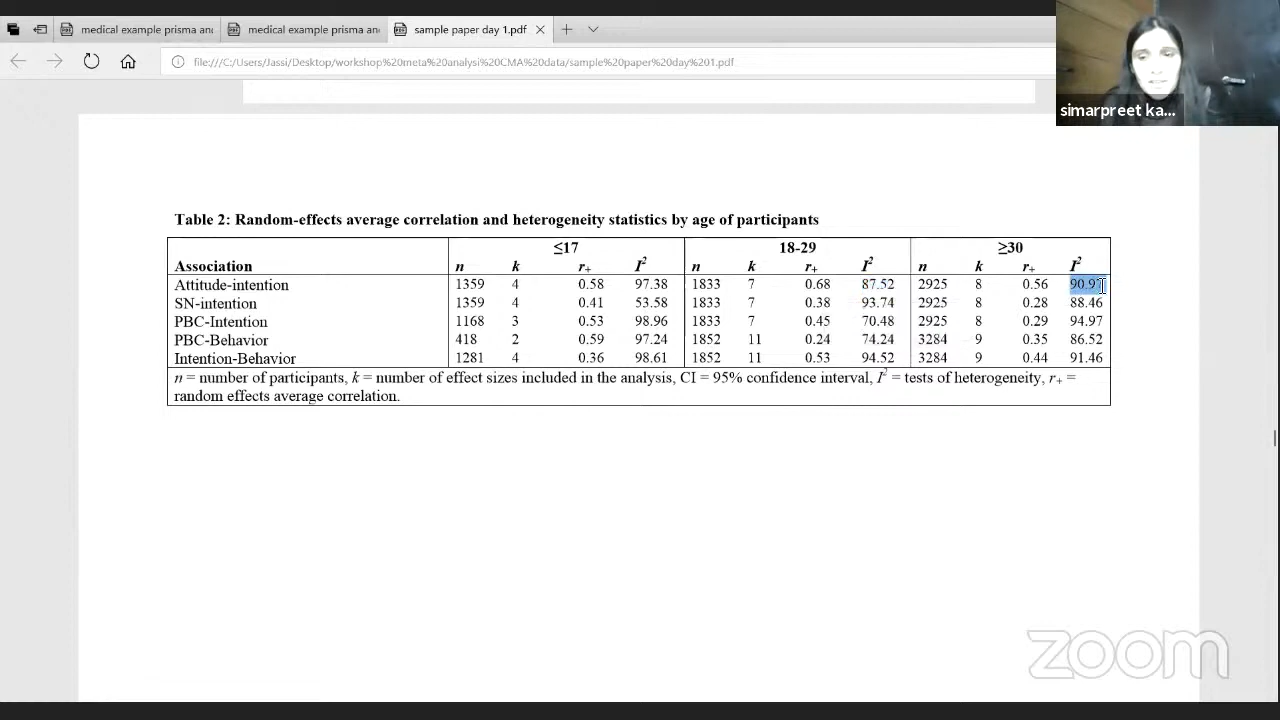 medical example prisma and
medical example prisma and
sample paper day 1.pdf
file:///C:/Users/Jassi/Desktop/workshop%20meta%20 %20CMA%20data/sample%20paper%20day%201.pdf
simarpreet ka...
Table 2: Random-effects average correlation and heterogeneity statistics by age of participants
≤17 18-29 ≥30
Association n k r+ I² n k r+ I² n k r+ I²
Attitude-intention 1359 4 0.58 97.38 1833 7 0.68 87.52 2925 8 0.56 90.97
SN-intention 1359 4 0.41 53.58 1833 7 0.38 93.74 2925 8 0.28 88.46
PBC-Intention 1168 3 0.53 98.96 1833 7 0.45 70.48 2925 8 0.29 94.97
PBC-Behavior 418 2 0.59 97.24 1852 11 0.24 74.24 3284 9 0.35 86.52
Intention-Behavior 1281 4 0.36 98.61 1852 11 0.53 94.52 3284 9 0.44 91.46
n = number of participants, k = number of effect sizes included in the analysis, CI = 95% confidence interval, I² = tests of heterogeneity, r+ =
random effects average correlation.
zoom